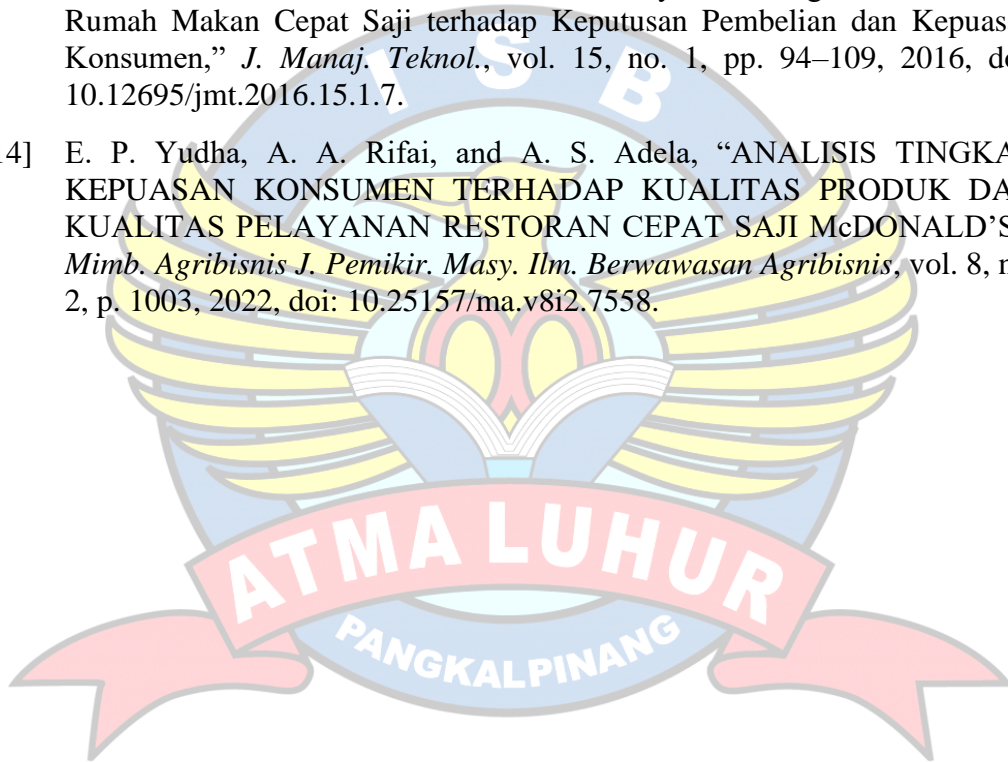 Rumah Makan Cepat Saji terhadap Keputusan Pembelian dan Kepuas
Konsumen,” J. Manaj. Teknol., vol. 15, no. 1, pp. 94–109, 2016, do
10.12695/jmt.2016.15.1.7.
14] E. P. Yudha, A. A. Rifai, and A. S. Adela, “ANALISIS TINGKA
KEPUASAN KONSUMEN TERHADAP KUALITAS PRODUK DA
KUALITAS PELAYANAN RESTORAN CEPAT SAJI McDONALD’S
Mimb. Agribisnis J. Pemikir. Masy. Ilm. Berwawasan Agribisnis, vol. 8, n
2, p. 1003, 2022, doi: 10.25157/ma.v8i2.7558.
I S B
ATMA LUHUR
PANGKALPINANG